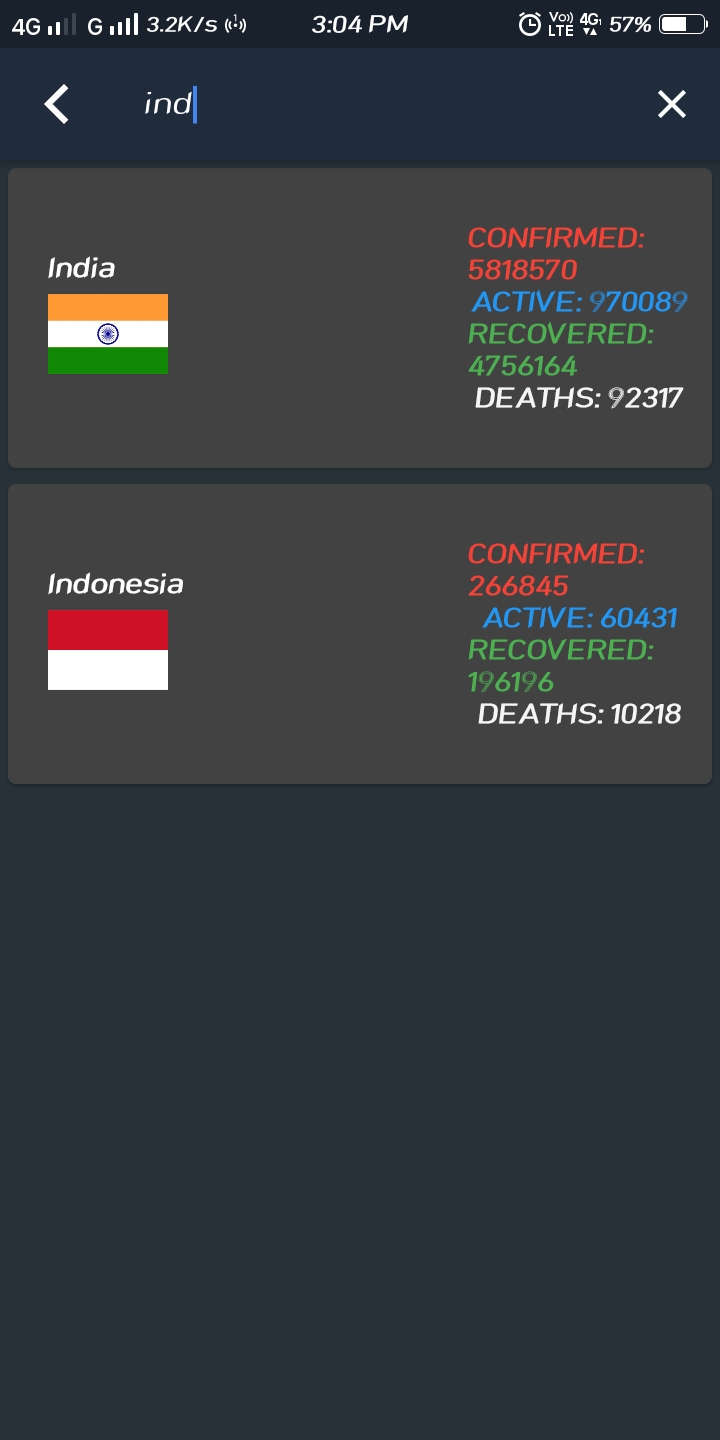 4G G 3.2K/s 3:04 PM Vo)) LTE 4G 57%
ind
India
CONFIRMED:
5818570
ACTIVE: 970089
RECOVERED:
4756164
DEATHS: 92317
Indonesia
CONFIRMED:
266845
ACTIVE: 60431
RECOVERED:
196196
DEATHS: 10218